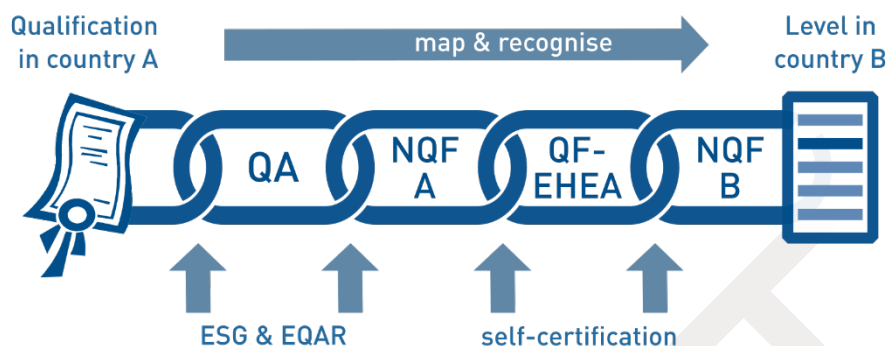 Qualification
in country A
map & recognise
Level in
country B
QA
NQF
A
QF-
EHEA
NQF
B
ESG & EQAR
self-certification